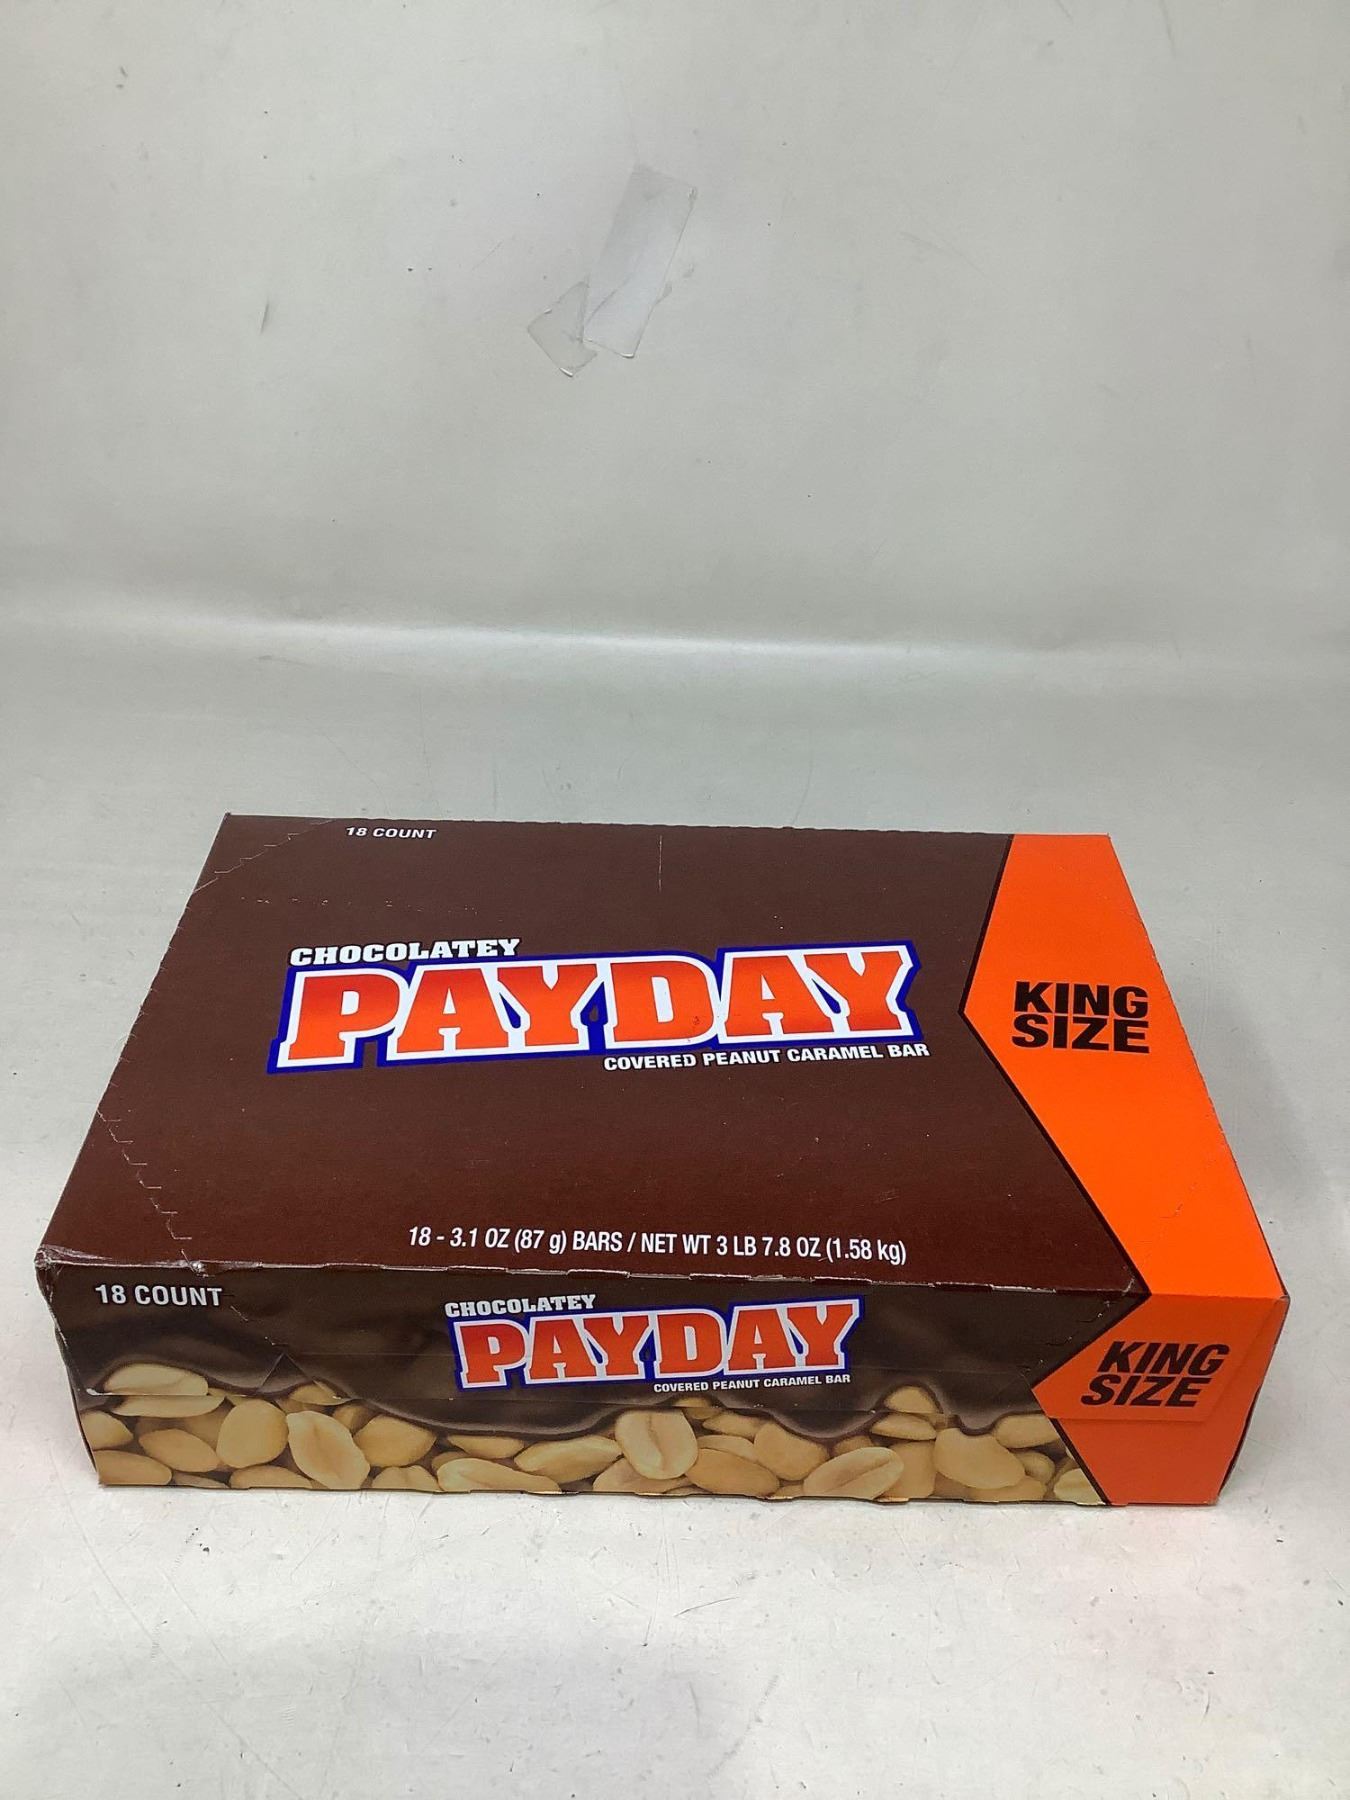 18 COUNT
CHOCOLATEY
PAYDAY
COVERED PEANUT CARAMEL BAR
KING
SIZE
18 - 3.1 OZ (87 g) BARS / NET WT 3 LB 7.8 OZ (1.58 kg)
18 COUNT
CHOCOLATEY
PAYDAY
COVERED PEANUT CARAMEL BAR
KING
SIZE